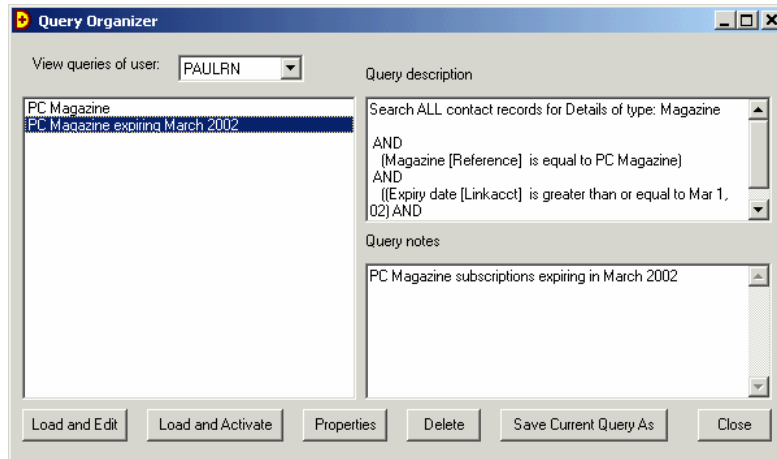 Query Organizer
View queries of user: PAULRN
PC Magazine
PC Magazine expiring March 2002
Query description
Search ALL contact records for Details of type: Magazine
AND
(Magazine [Reference] is equal to PC Magazine)
AND
((Expiry date [Linkacct] is greater than or equal to Mar 1,
02) AND
Query notes
PC Magazine subscriptions expiring in March 2002
Load and Edit Load and Activate Properties Delete Save Current Query As Close